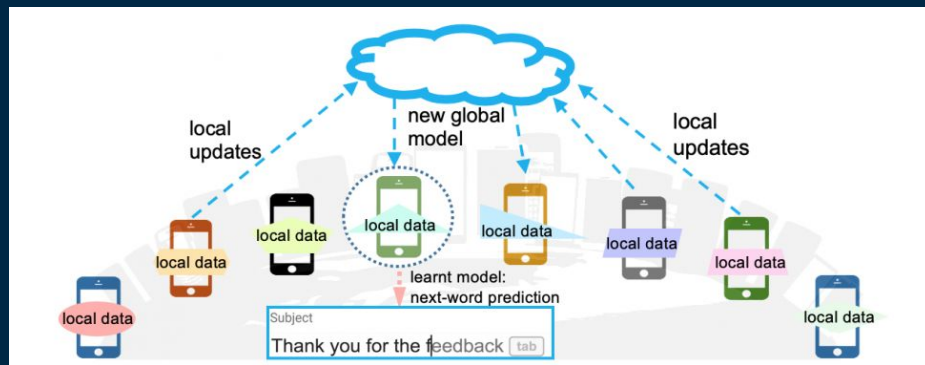 new global
model
local
updates
local
updates
local data
local data
local data
local data
local data
local data
local data
local data
learnt model:
next-word prediction
Subject
Thank you for the feedback tab